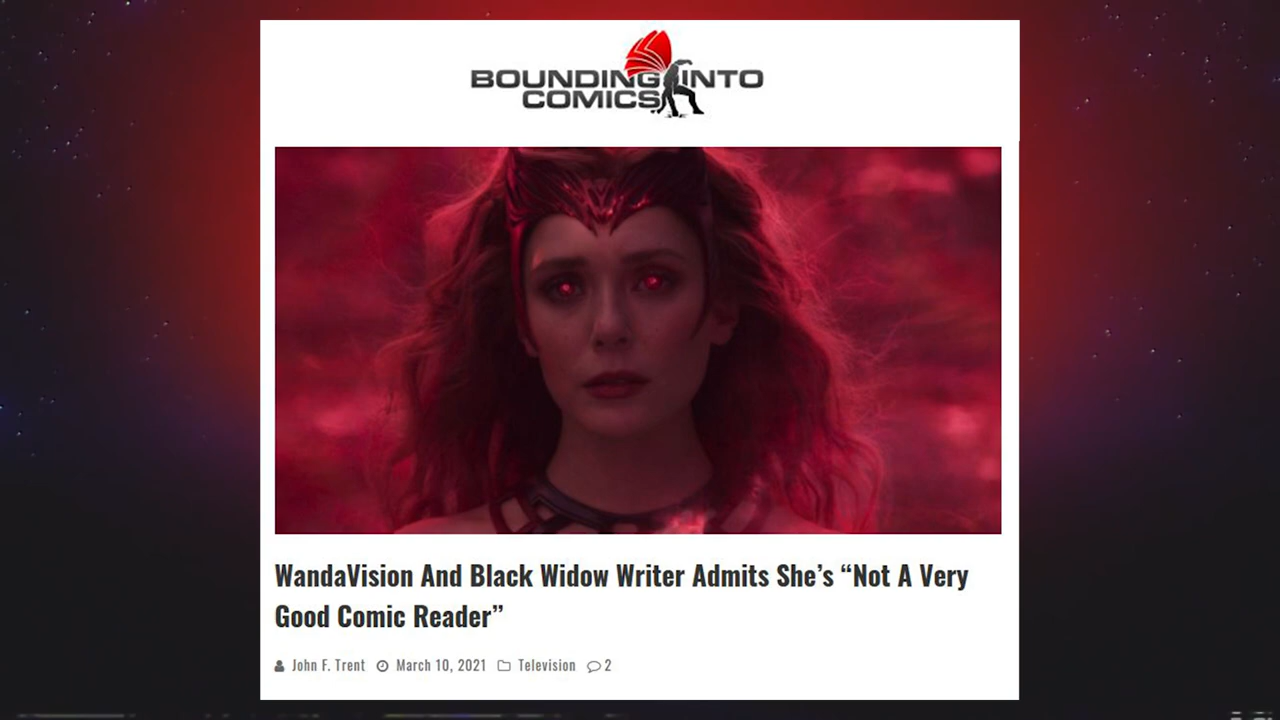 BOUNDING INTO
COMICS
WandaVision And Black Widow Writer Admits She’s “Not A Very
Good Comic Reader”
John F. Trent March 10, 2021 Television 2